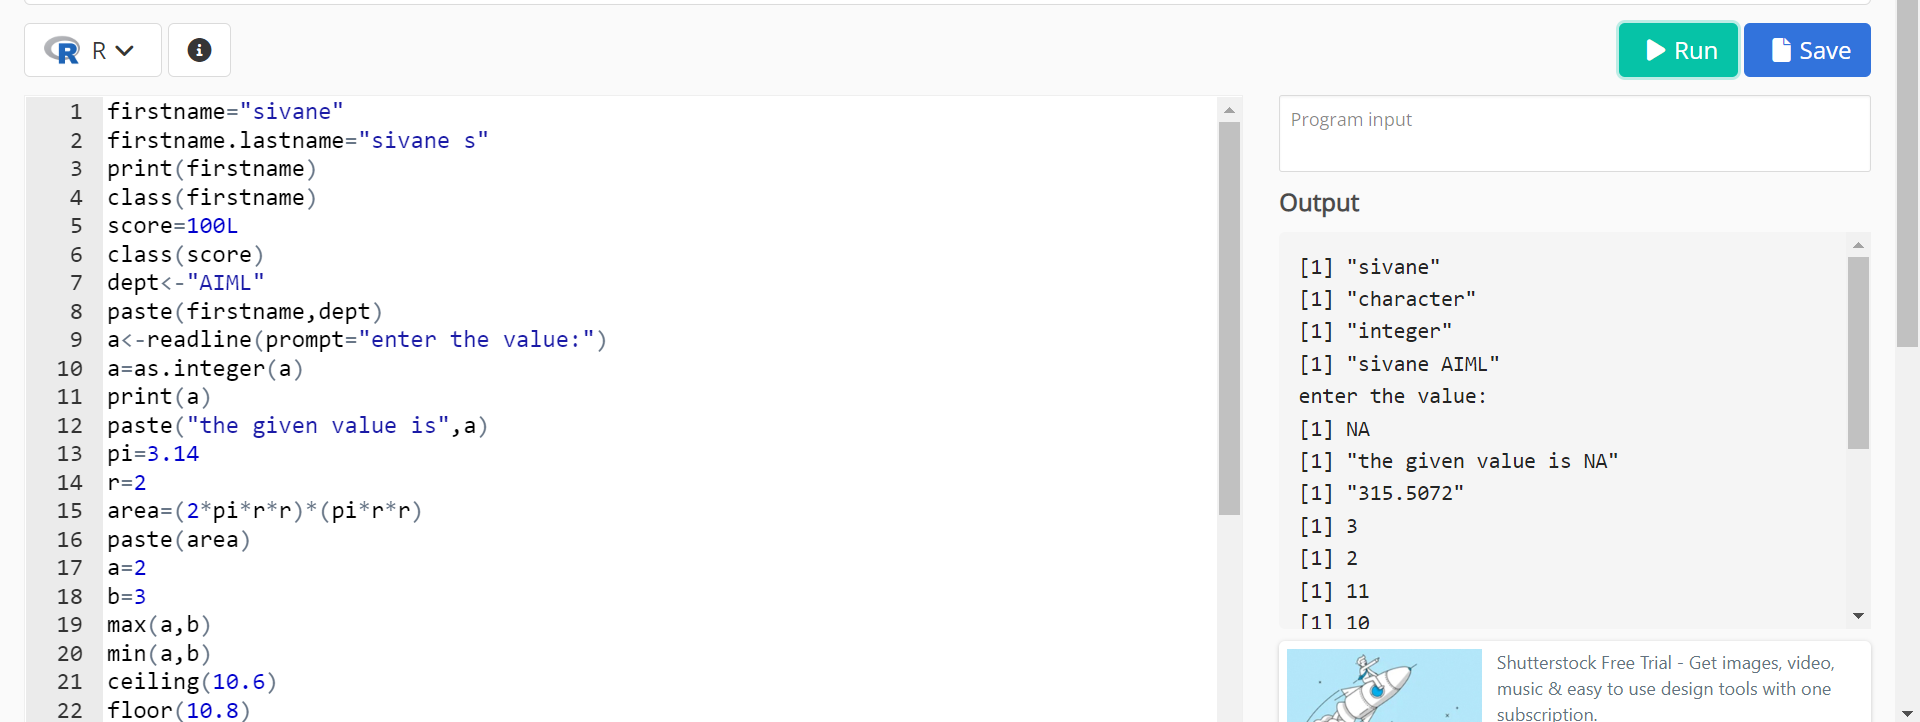 R
Run
Save
1 firstname="sivane"
2 firstname.lastname="sivane s"
3 print(firstname)
4 class(firstname)
5 score=100L
6 class(score)
7 dept<-"AIML"
8 paste(firstname,dept)
9 a<-readline(prompt="enter the value:")
10 a=as.integer(a)
11 print(a)
12 paste("the given value is",a)
13 pi=3.14
14 r=2
15 area=(2*pi*r*r)*(pi*r*r)
16 paste(area)
17 a=2
18 b=3
19 max(a,b)
20 min(a,b)
21 ceiling(10.6)
22 floor(10.8)
Program input
Output
[1] "sivane"
[1] "character"
[1] "integer"
[1] "sivane AIML"
enter the value:
[1] NA
[1] "the given value is NA"
[1] "315.5072"
[1] 3
[1] 2
[1] 11
[1] 10
Shutterstock Free Trial - Get images, video,
music & easy to use design tools with one
subscription.